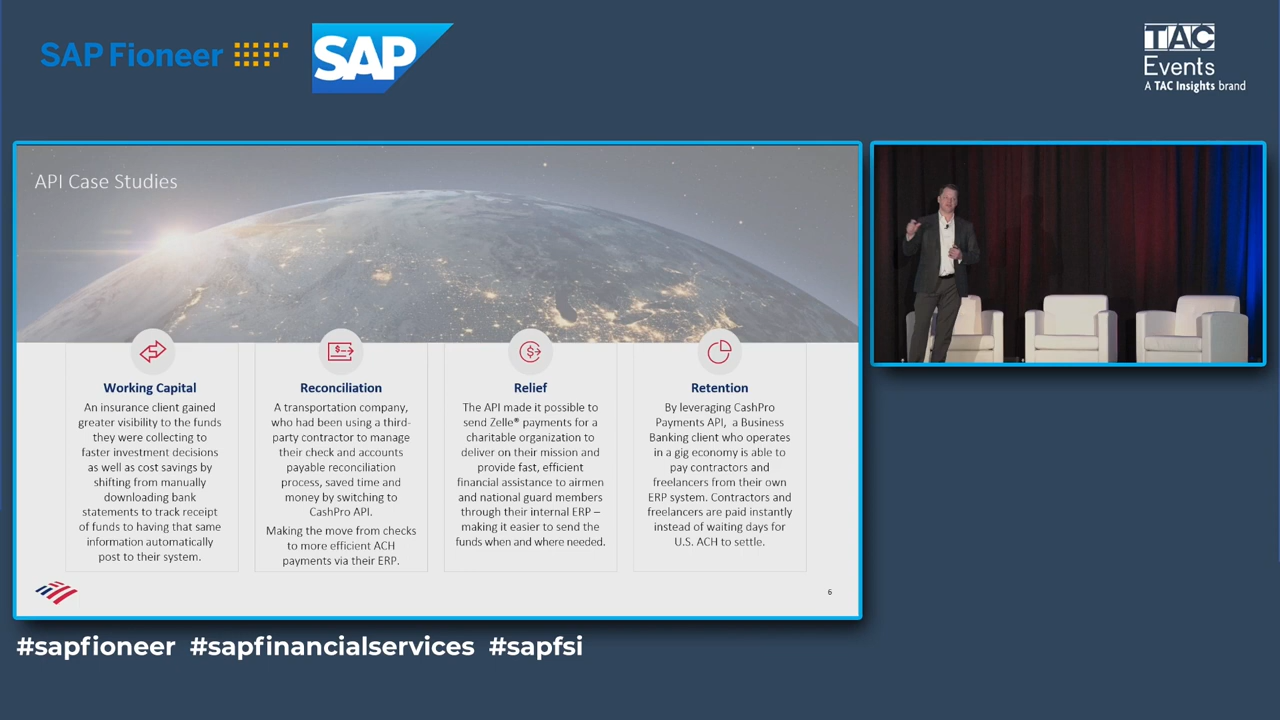 SAP Fioneer
SAP
TAC
Events
A TAC Insights brand
API Case Studies
Working Capital
An insurance client gained
greater visibility to the funds
they were collecting to
faster investment decisions
as well as cost savings by
shifting from manually
downloading bank
statements to track receipt
of funds to having that same
information automatically
post to their system.
Reconciliation
A transportation company,
who had been using a third-
party contractor to manage
their check and accounts
payable reconciliation
process, saved time and
money by switching to
CashPro API.
Making the move from checks
to more efficient ACH
payments via their ERP.
Relief
The API made it possible to
send Zelle® payments for a
charitable organization to
deliver on their mission and
provide fast, efficient
financial assistance to airmen
and national guard members
through their internal ERP –
making it easier to send the
funds when and where needed.
Retention
By leveraging CashPro
Payments API, a Business
Banking client who operates
in a gig economy is able to
pay contractors and
freelancers from their own
ERP system. Contractors and
freelancers are paid instantly
instead of waiting days for
U.S. ACH to settle.
6
#sapfioneer #sapfinancialservices #sapfsi